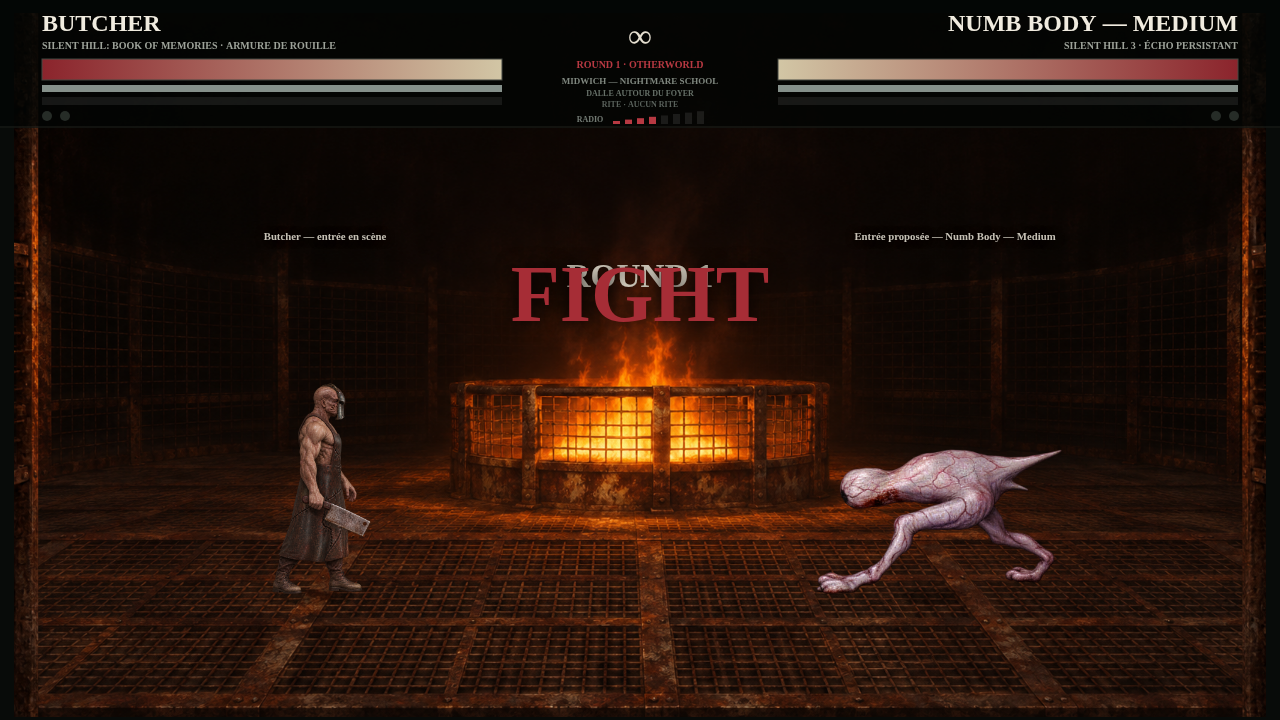 BUTCHER
SILENT HILL: BOOK OF MEMORIES · ARMURE DE ROUILLE
∞
ROUND 1 · OTHERWORLD
MIDWICH — NIGHTMARE SCHOOL
DALLE AUTOUR DU FOYER
RITE · AUCUN RITE
RADIO
NUMB BODY — MEDIUM
SILENT HILL 3 · ÉCHO PERSISTANT
Butcher — entrée en scène
Entrée proposée — Numb Body — Medium
ROUND 1
FIGHT